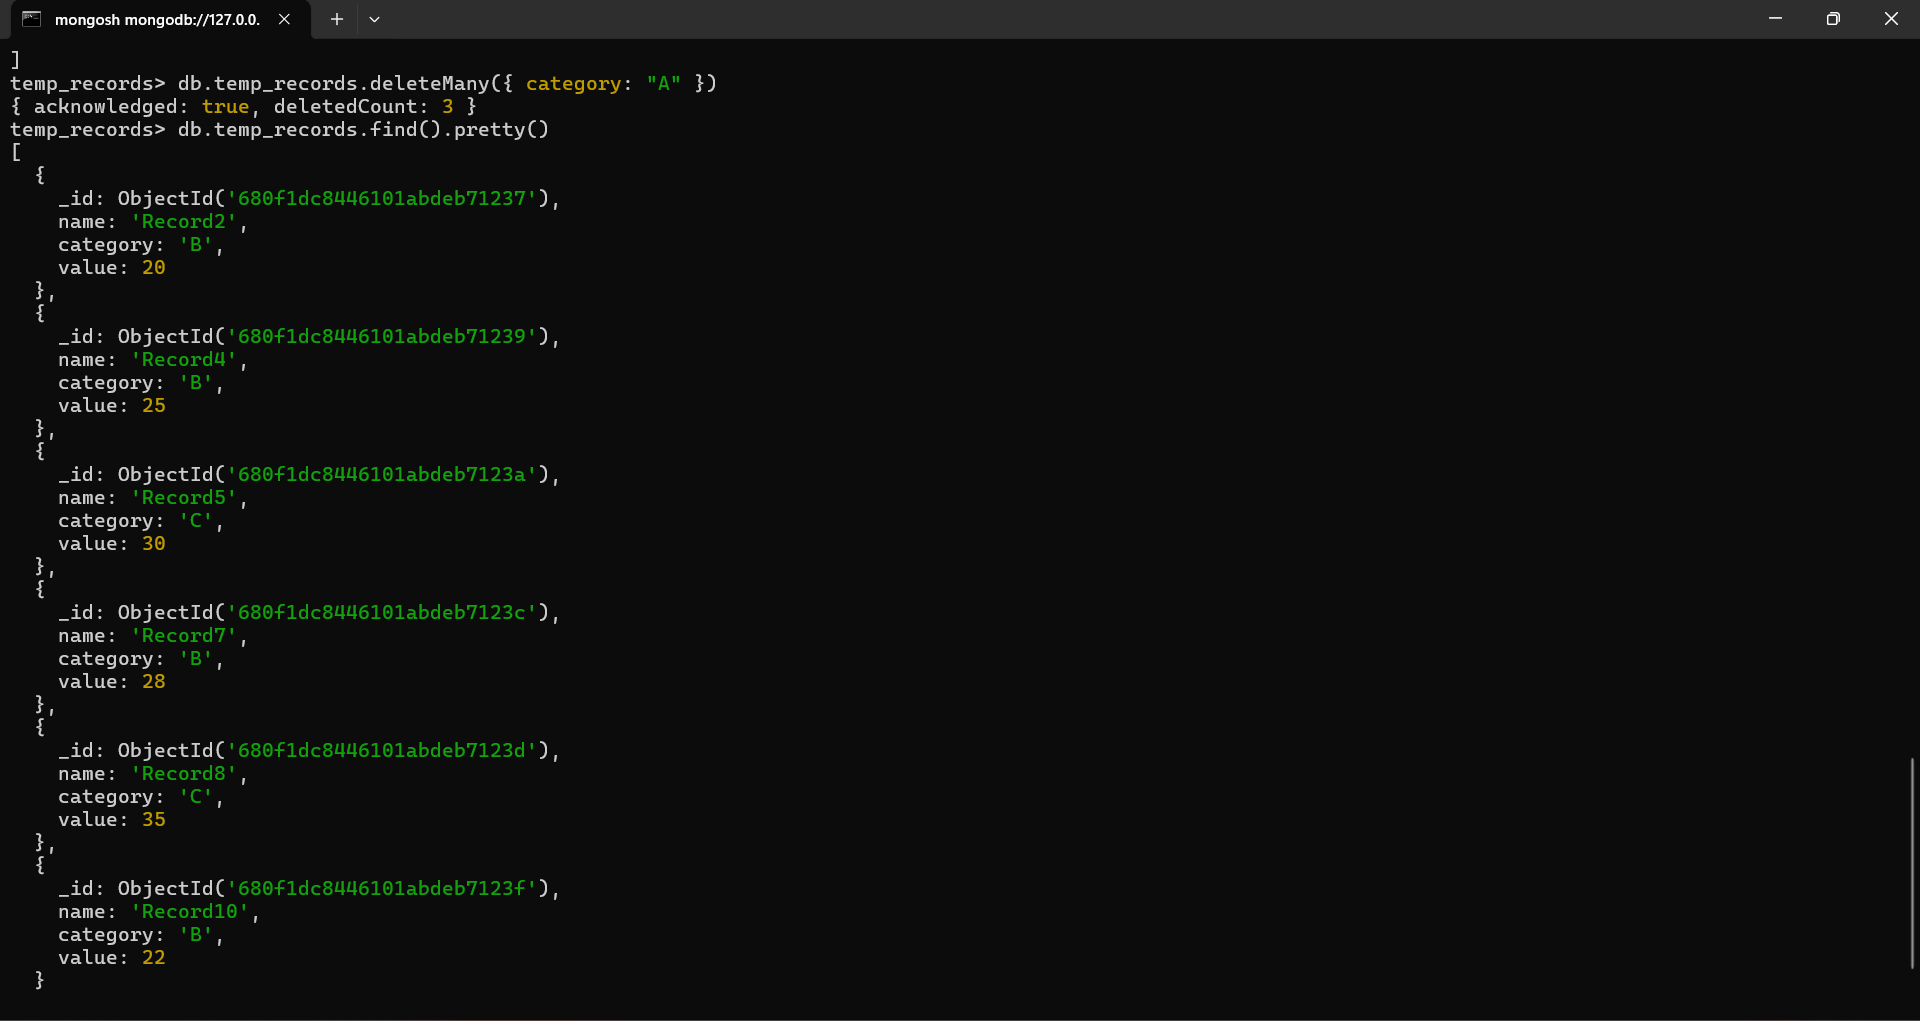 mongosh mongodb://127.0.0.
]
temp_records> db.temp_records.deleteMany({ category: "A" })
{ acknowledged: true, deletedCount: 3 }
temp_records> db.temp_records.find().pretty()
[
  {
    _id: ObjectId('680f1dc8446101abdeb71237'),
    name: 'Record2',
    category: 'B',
    value: 20
  },
  {
    _id: ObjectId('680f1dc8446101abdeb71239'),
    name: 'Record4',
    category: 'B',
    value: 25
  },
  {
    _id: ObjectId('680f1dc8446101abdeb7123a'),
    name: 'Record5',
    category: 'C',
    value: 30
  },
  {
    _id: ObjectId('680f1dc8446101abdeb7123c'),
    name: 'Record7',
    category: 'B',
    value: 28
  },
  {
    _id: ObjectId('680f1dc8446101abdeb7123d'),
    name: 'Record8',
    category: 'C',
    value: 35
  },
  {
    _id: ObjectId('680f1dc8446101abdeb7123f'),
    name: 'Record10',
    category: 'B',
    value: 22
  }